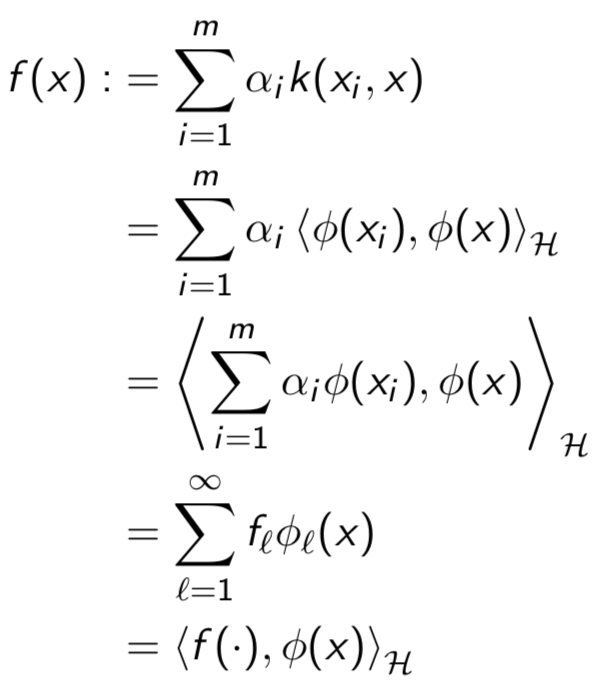 f(x) := \sum_{i=1}^{m} \alpha_i k(x_i, x)
= \sum_{i=1}^{m} \alpha_i \langle \phi(x_i), \phi(x) \rangle_{\mathcal{H}}
= \left\langle \sum_{i=1}^{m} \alpha_i \phi(x_i), \phi(x) \right\rangle_{\mathcal{H}}
= \sum_{\ell=1}^{\infty} f_\ell \phi_\ell(x)
= \langle f(\cdot), \phi(x) \rangle_{\mathcal{H}}